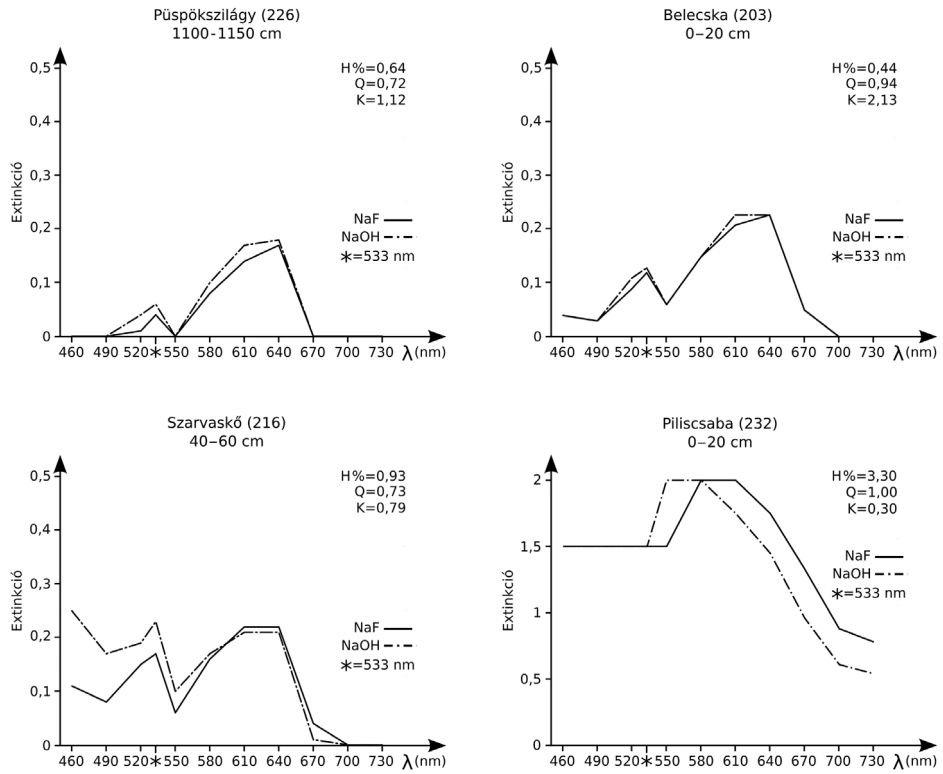 Püspökszilágy (226)
1100-1150 cm
0,5
0,4
0,3
0,2
0,1
0
Extinkció
H%=0,64
Q=0,72
K=1,12
NaF
NaOH
*=533 nm
460 490 520*550 580 610 640 670 700 730 λ(nm)
Belecska (203)
0–20 cm
0,5
0,4
0,3
0,2
0,1
0
Extinkció
H%=0,44
Q=0,94
K=2,13
NaF
NaOH
*=533 nm
460 490 520*550 580 610 640 670 700 730 λ(nm)
Szarvaskő (216)
40–60 cm
0,5
0,4
0,3
0,2
0,1
0
Extinkció
H%=0,93
Q=0,73
K=0,79
NaF
NaOH
*=533 nm
460 490 520*550 580 610 640 670 700 730 λ(nm)
Piliscsaba (232)
0–20 cm
2
1,5
1
0,5
0
Extinkció
H%=3,30
Q=1,00
K=0,30
NaF
NaOH
*=533 nm
460 490 520*550 580 610 640 670 700 730 λ(nm)